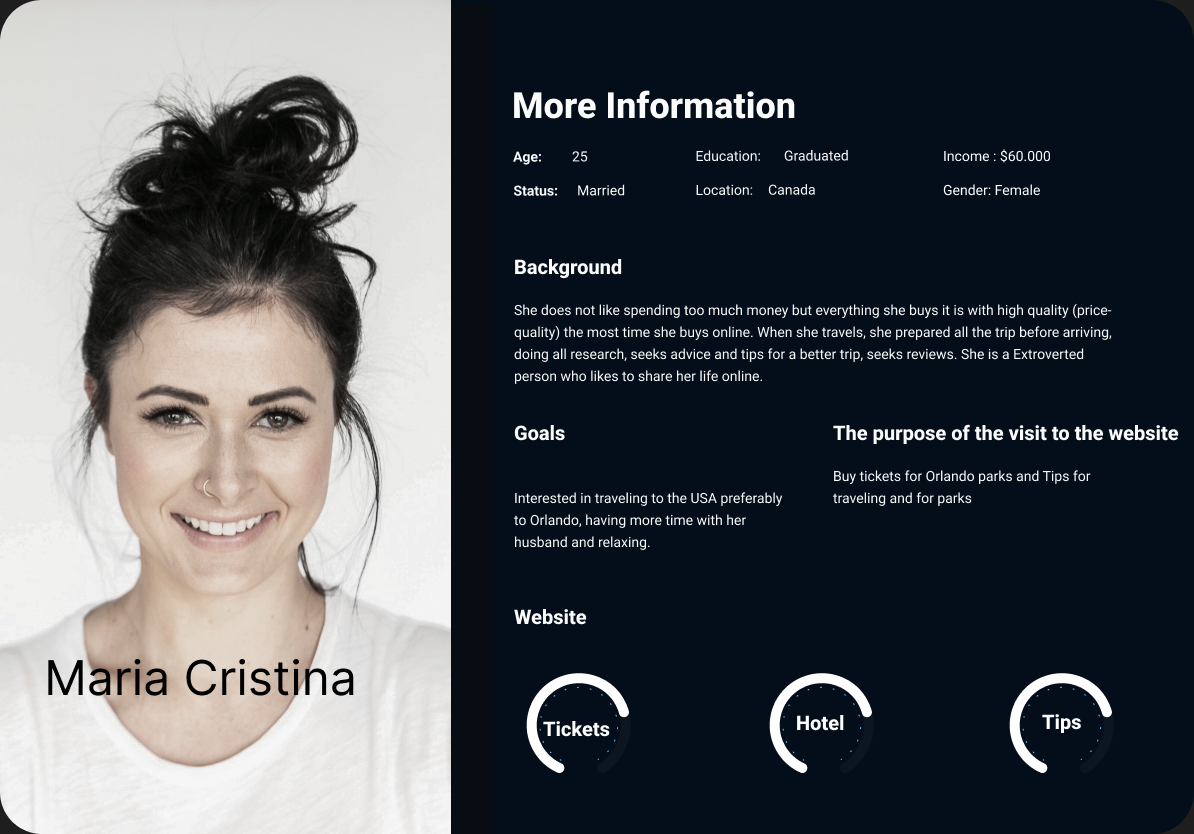 More Information
Age: 25 Education: Graduated Income : $60.000
Status: Married Location: Canada Gender: Female
Background
She does not like spending too much money but everything she buys it is with high quality (price-
quality) the most time she buys online. When she travels, she prepared all the trip before arriving,
doing all research, seeks advice and tips for a better trip, seeks reviews. She is a Extroverted
person who likes to share her life online.
Goals
Interested in traveling to the USA preferably
to Orlando, having more time with her
husband and relaxing.
The purpose of the visit to the website
Buy tickets for Orlando parks and Tips for
traveling and for parks
Website
Tickets Hotel Tips
Maria Cristina